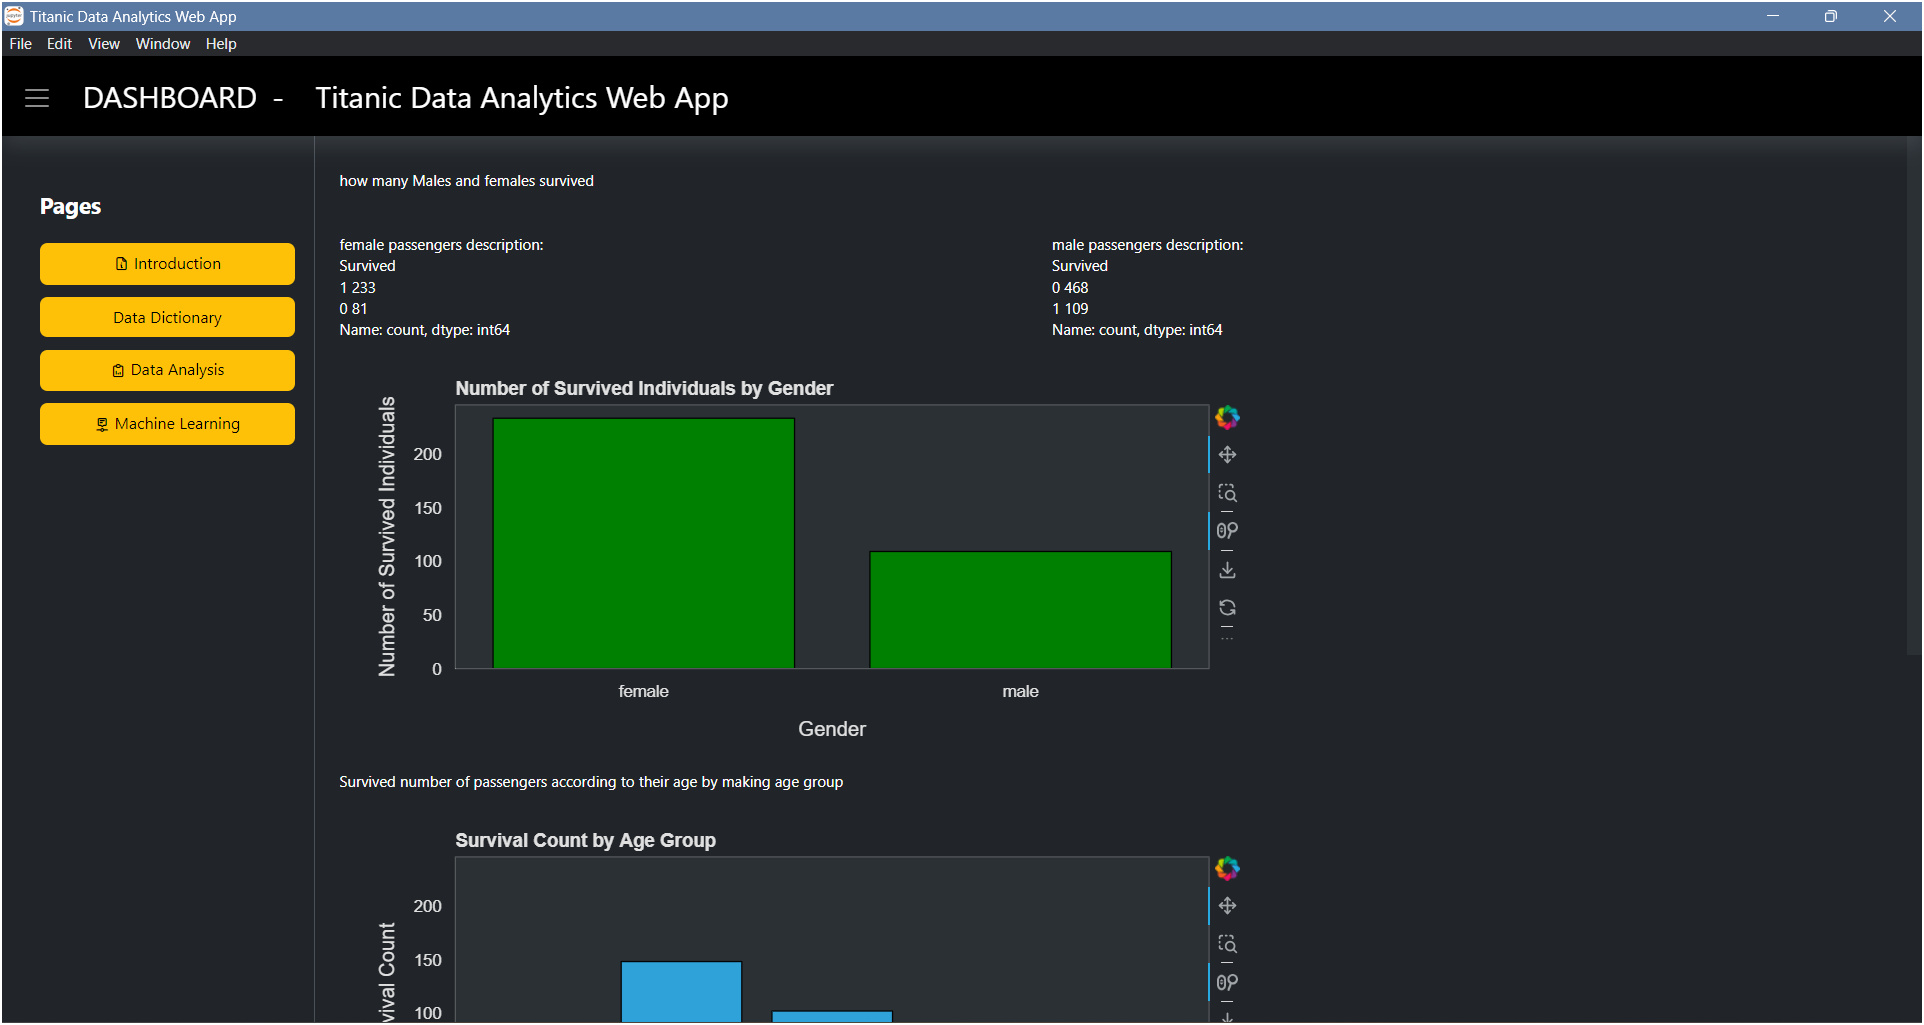 Titanic Data Analytics Web App
File Edit View Window Help
DASHBOARD - Titanic Data Analytics Web App
Pages
Introduction
Data Dictionary
Data Analysis
Machine Learning
how many Males and females survived
female passengers description:
Survived
1 233
0 81
Name: count, dtype: int64
male passengers description:
Survived
0 468
1 109
Name: count, dtype: int64
Number of Survived Individuals by Gender
Number of Survived Individuals
200
150
100
50
0
female male
Gender
Survived number of passengers according to their age by making age group
Survival Count by Age Group
200
150
100
Count